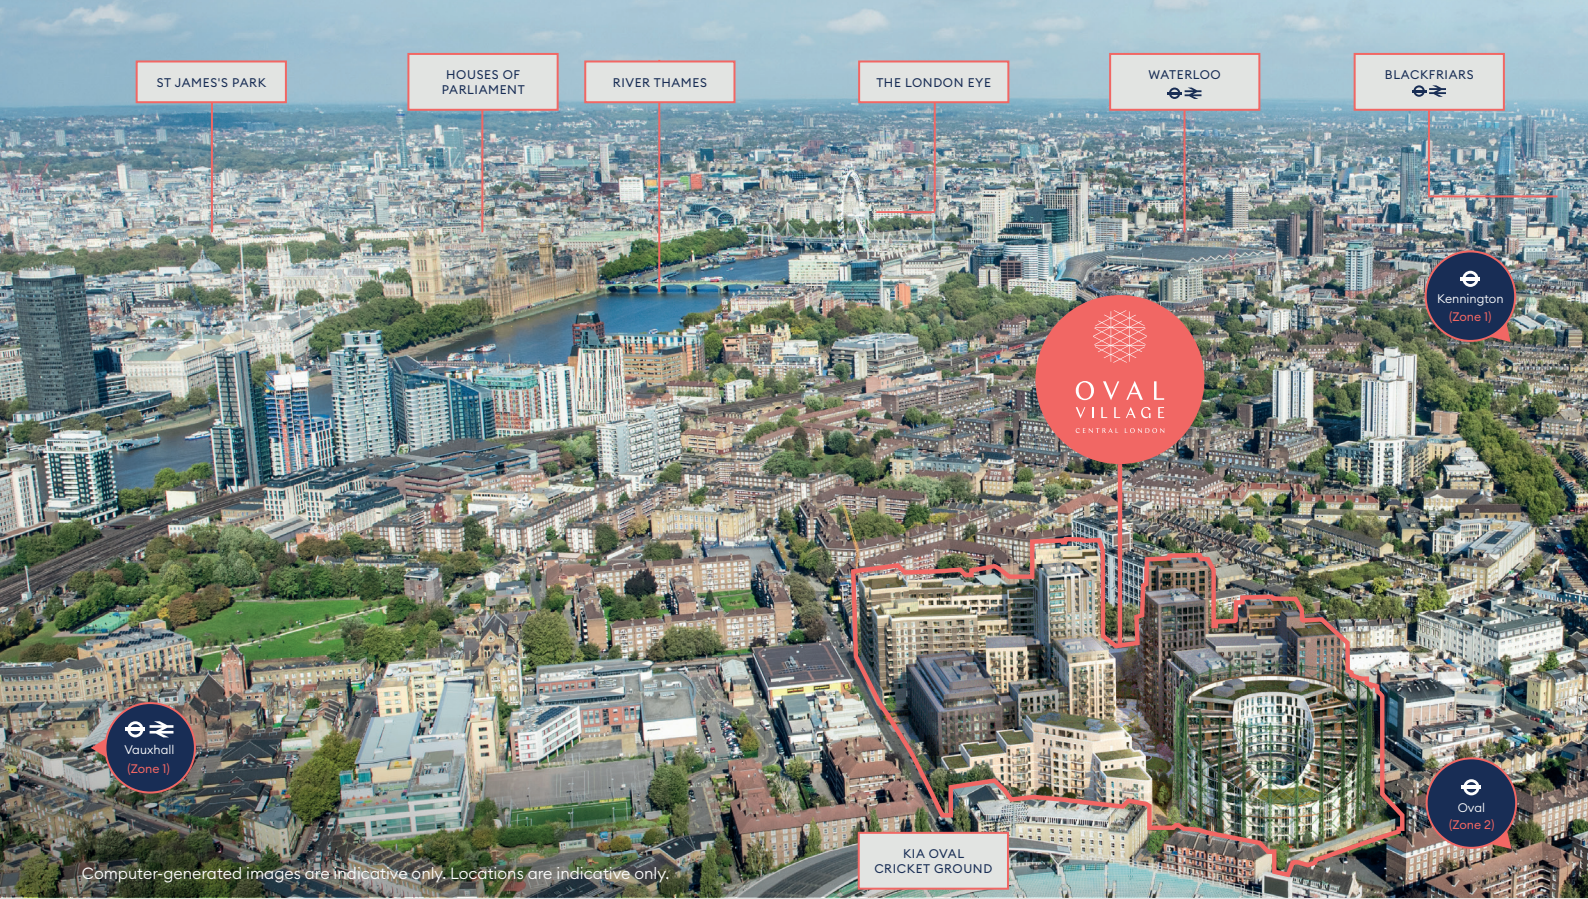 ST JAMES'S PARK
HOUSES OF
PARLIAMENT
RIVER THAMES
THE LONDON EYE
WATERLOO
BLACKFRIARS
Kennington
(Zone 1)
OVAL
VILLAGE
CENTRAL LONDON
Vauxhall
(Zone 1)
Oval
(Zone 2)
KIA OVAL
CRICKET GROUND
Computer-generated images are indicative only. Locations are indicative only.